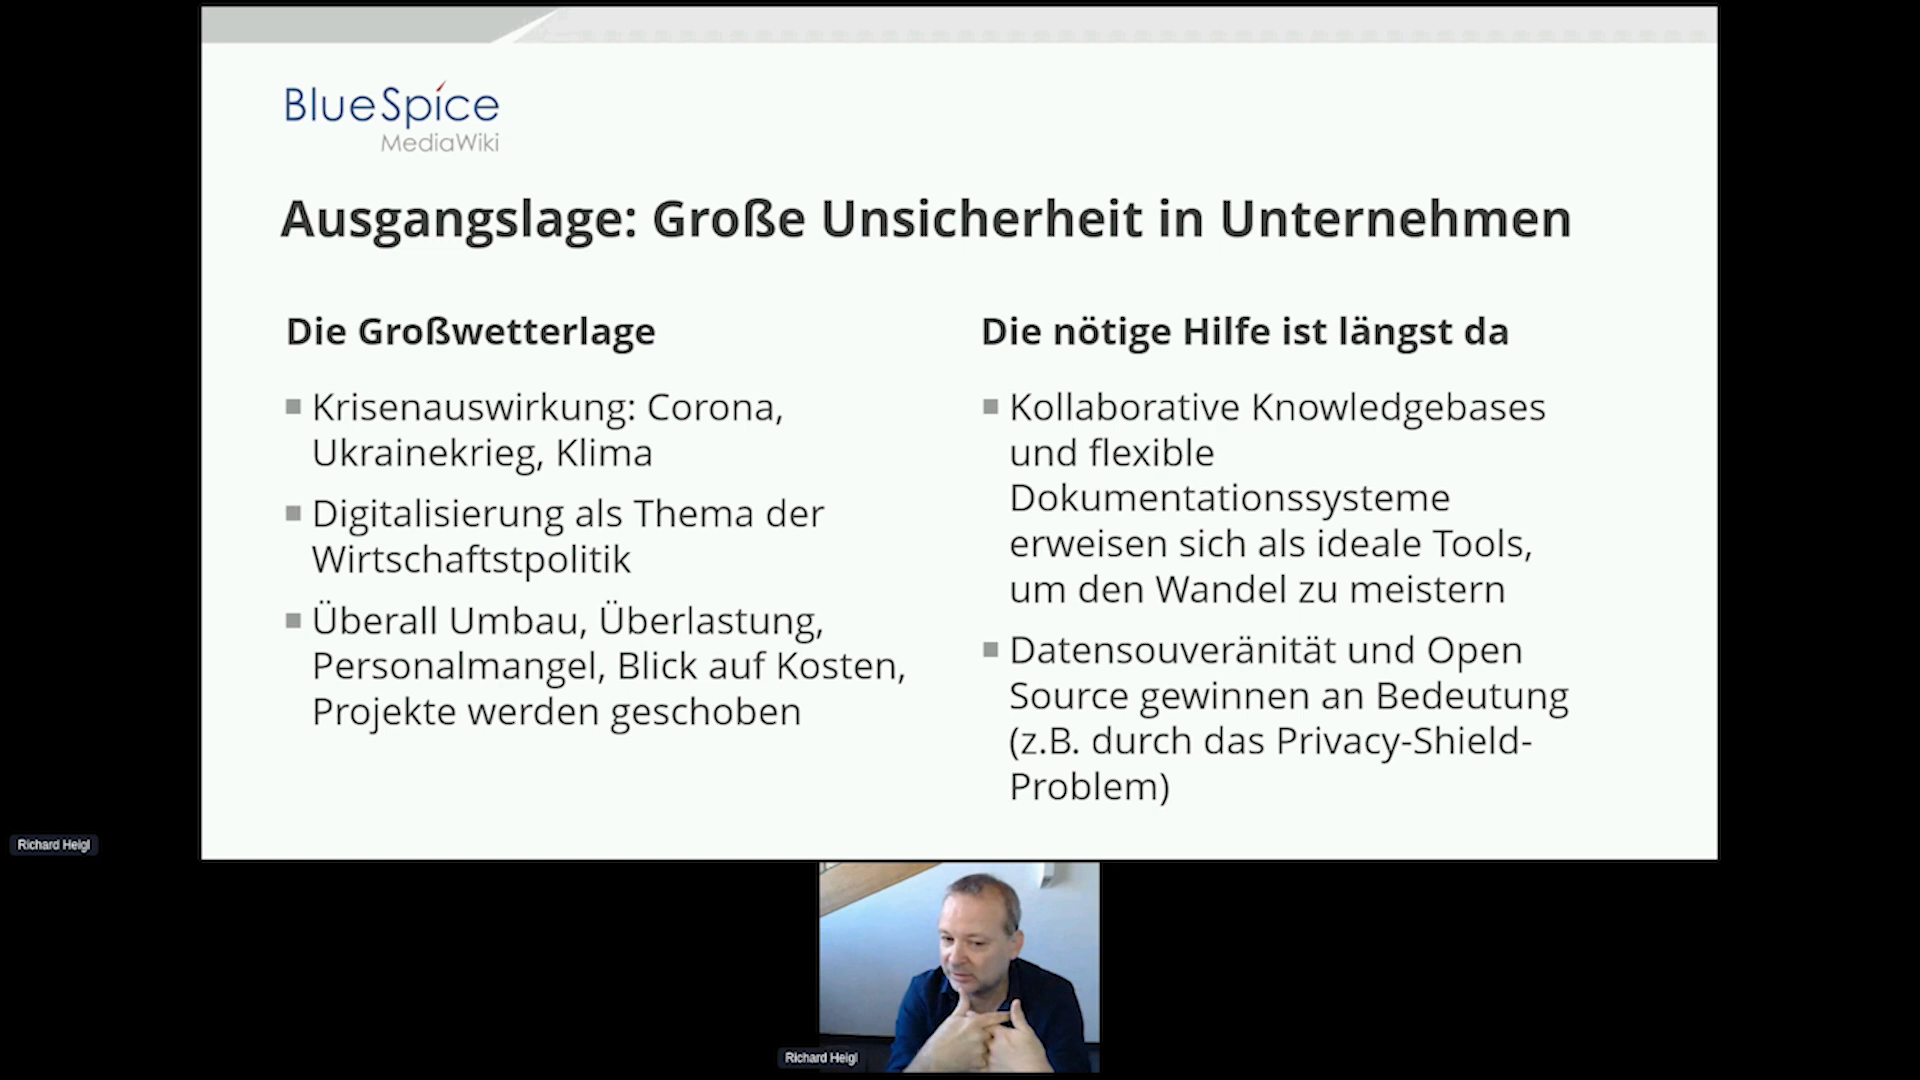 BlueSpice
MediaWiki
Ausgangslage: Große Unsicherheit in Unternehmen
Die Großwetterlage
Krisenauswirkung: Corona,
Ukrainekrieg, Klima
Digitalisierung als Thema der
Wirtschaftstpolitik
Überall Umbau, Überlastung,
Personalmangel, Blick auf Kosten,
Projekte werden geschoben
Die nötige Hilfe ist längst da
Kollaborative Knowledgebases
und flexible
Dokumentationssysteme
erweisen sich als ideale Tools,
um den Wandel zu meistern
Datensouveränität und Open
Source gewinnen an Bedeutung
(z.B. durch das Privacy-Shield-
Problem)
Richard Heigl
Richard Heigl